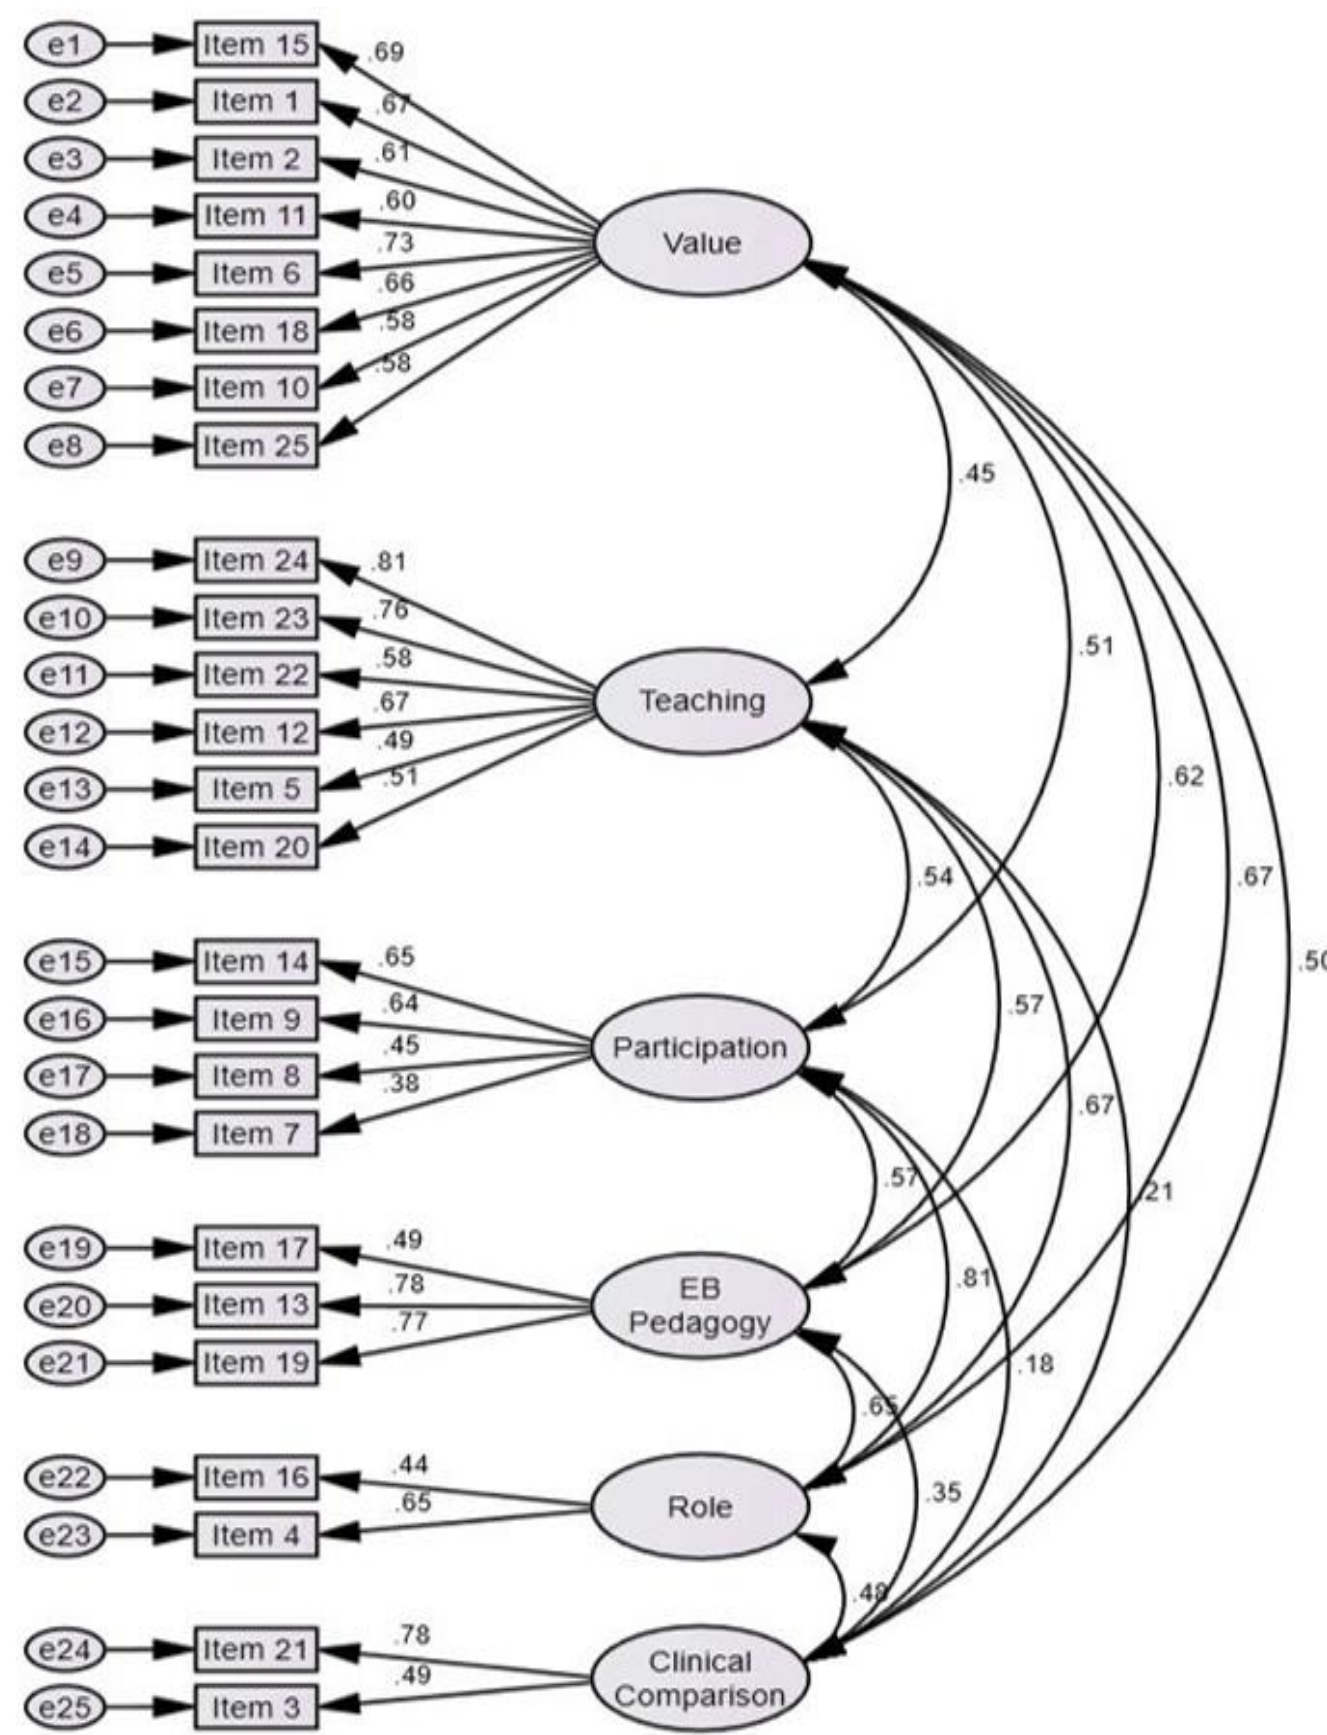 e1 Item 15 .69
e2 Item 1 .67
e3 Item 2 .61
e4 Item 11 .60
Value
e5 Item 6 .73
e6 Item 18 .66
e7 Item 10 .58
e8 Item 25 .58
.45
e9 Item 24 .81
e10 Item 23 .76
e11 Item 22 .58
.51
Teaching
e12 Item 12 .67
e13 Item 5 .49
.62
e14 Item 20 .51
.54
.67
e15 Item 14 .65
.50
e16 Item 9 .64
.57
Participation
e17 Item 8 .45
e18 Item 7 .38
.67
.57
.21
e19 Item 17 .49
.81
e20 Item 13 .78
EB
Pedagogy
e21 Item 19 .77
.18
.65
e22 Item 16 .44
.35
Role
e23 Item 4 .65
.48
e24 Item 21 .78
Clinical
Comparison
e25 Item 3 .49